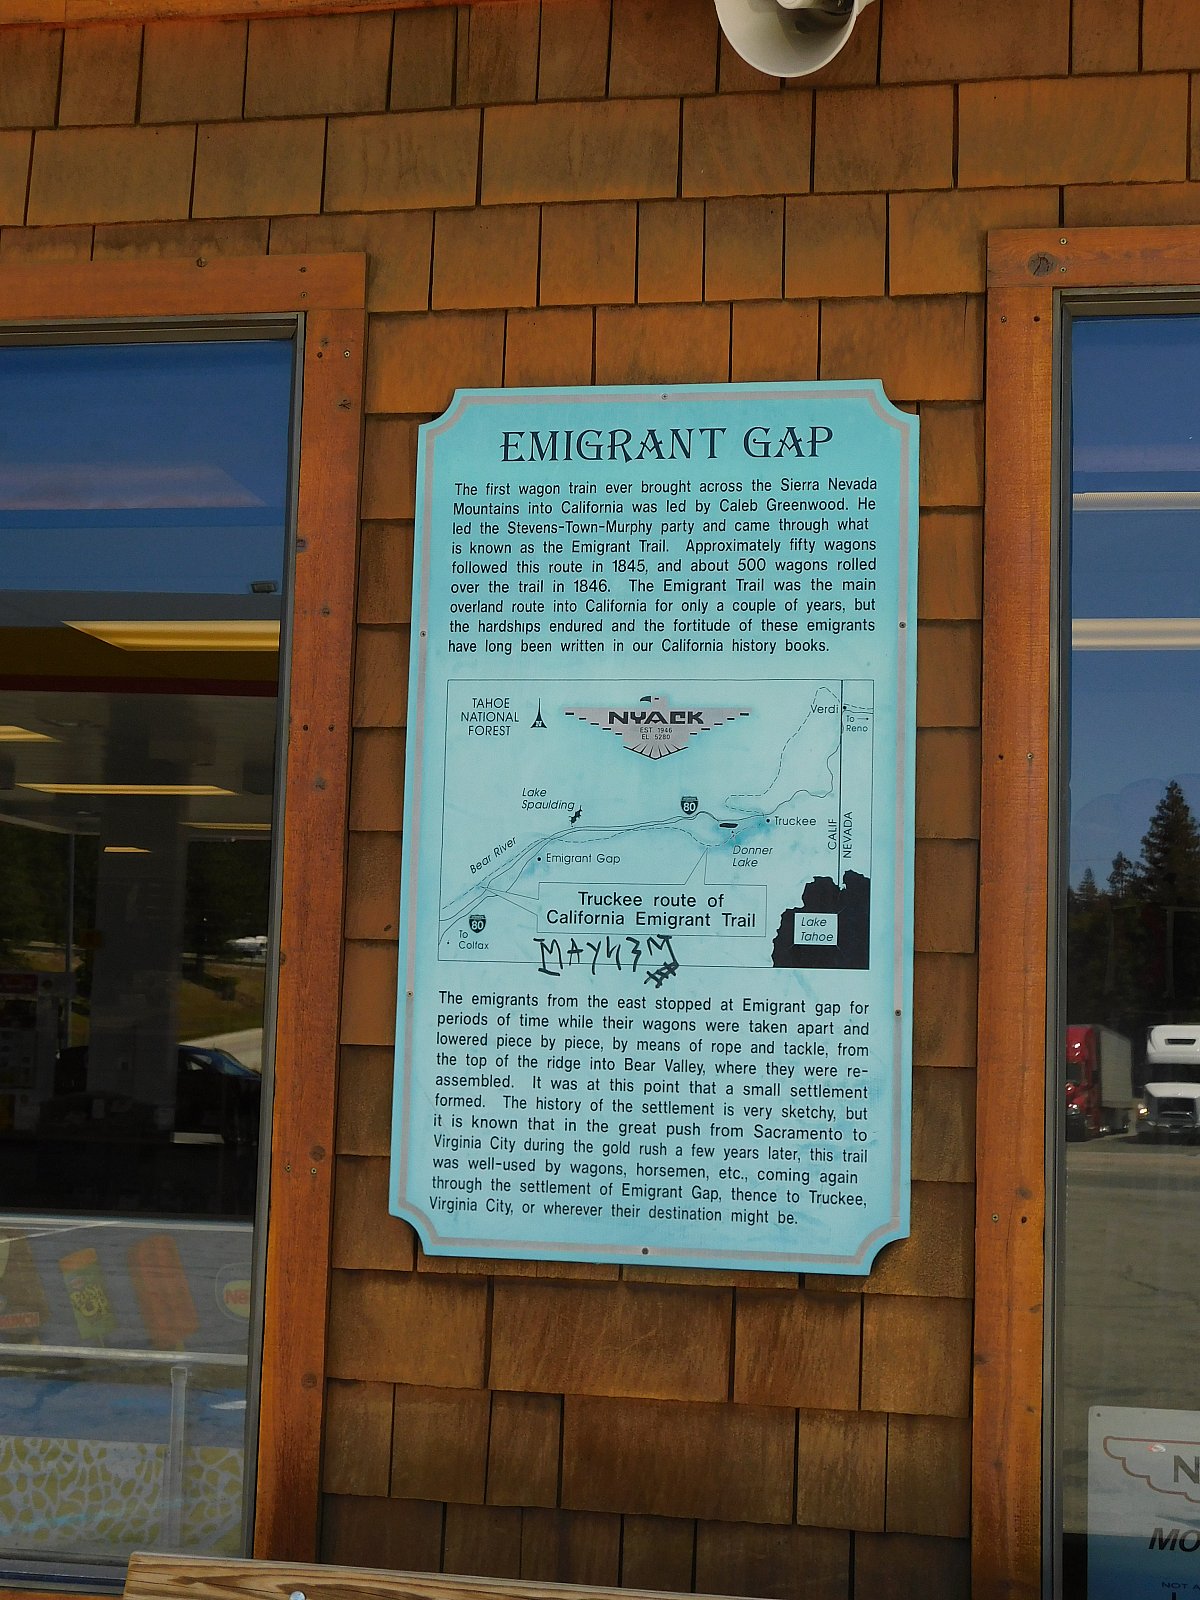 EMIGRANT GAP
The first wagon train ever brought across the Sierra Nevada
Mountains into California was led by Caleb Greenwood. He
led the Stevens-Town-Murphy party and came through what
is known as the Emigrant Trail. Approximately fifty wagons
followed this route in 1845, and about 500 wagons rolled
over the trail in 1846. The Emigrant Trail was the main
overland route into California for only a couple of years, but
the hardships endured and the fortitude of these emigrants
have long been written in our California history books.
TAHOE
NATIONAL
FOREST
N
NYACK
EST 1946
EL 5280
Verdi
To
Reno
Lake
Spaulding
80
Truckee
CALIF
NEVADA
Donner
Lake
Bear River
Emigrant Gap
Truckee route of
California Emigrant Trail
80
To
Colfax
Lake
Tahoe
MAYH3M
The emigrants from the east stopped at Emigrant gap for
periods of time while their wagons were taken apart and
lowered piece by piece, by means of rope and tackle, from
the top of the ridge into Bear Valley, where they were re-
assembled. It was at this point that a small settlement
formed. The history of the settlement is very sketchy, but
it is known that in the great push from Sacramento to
Virginia City during the gold rush a few years later, this trail
was well-used by wagons, horsemen, etc., coming again
through the settlement of Emigrant Gap, thence to Truckee,
Virginia City, or wherever their destination might be.
N
MO
NOT A